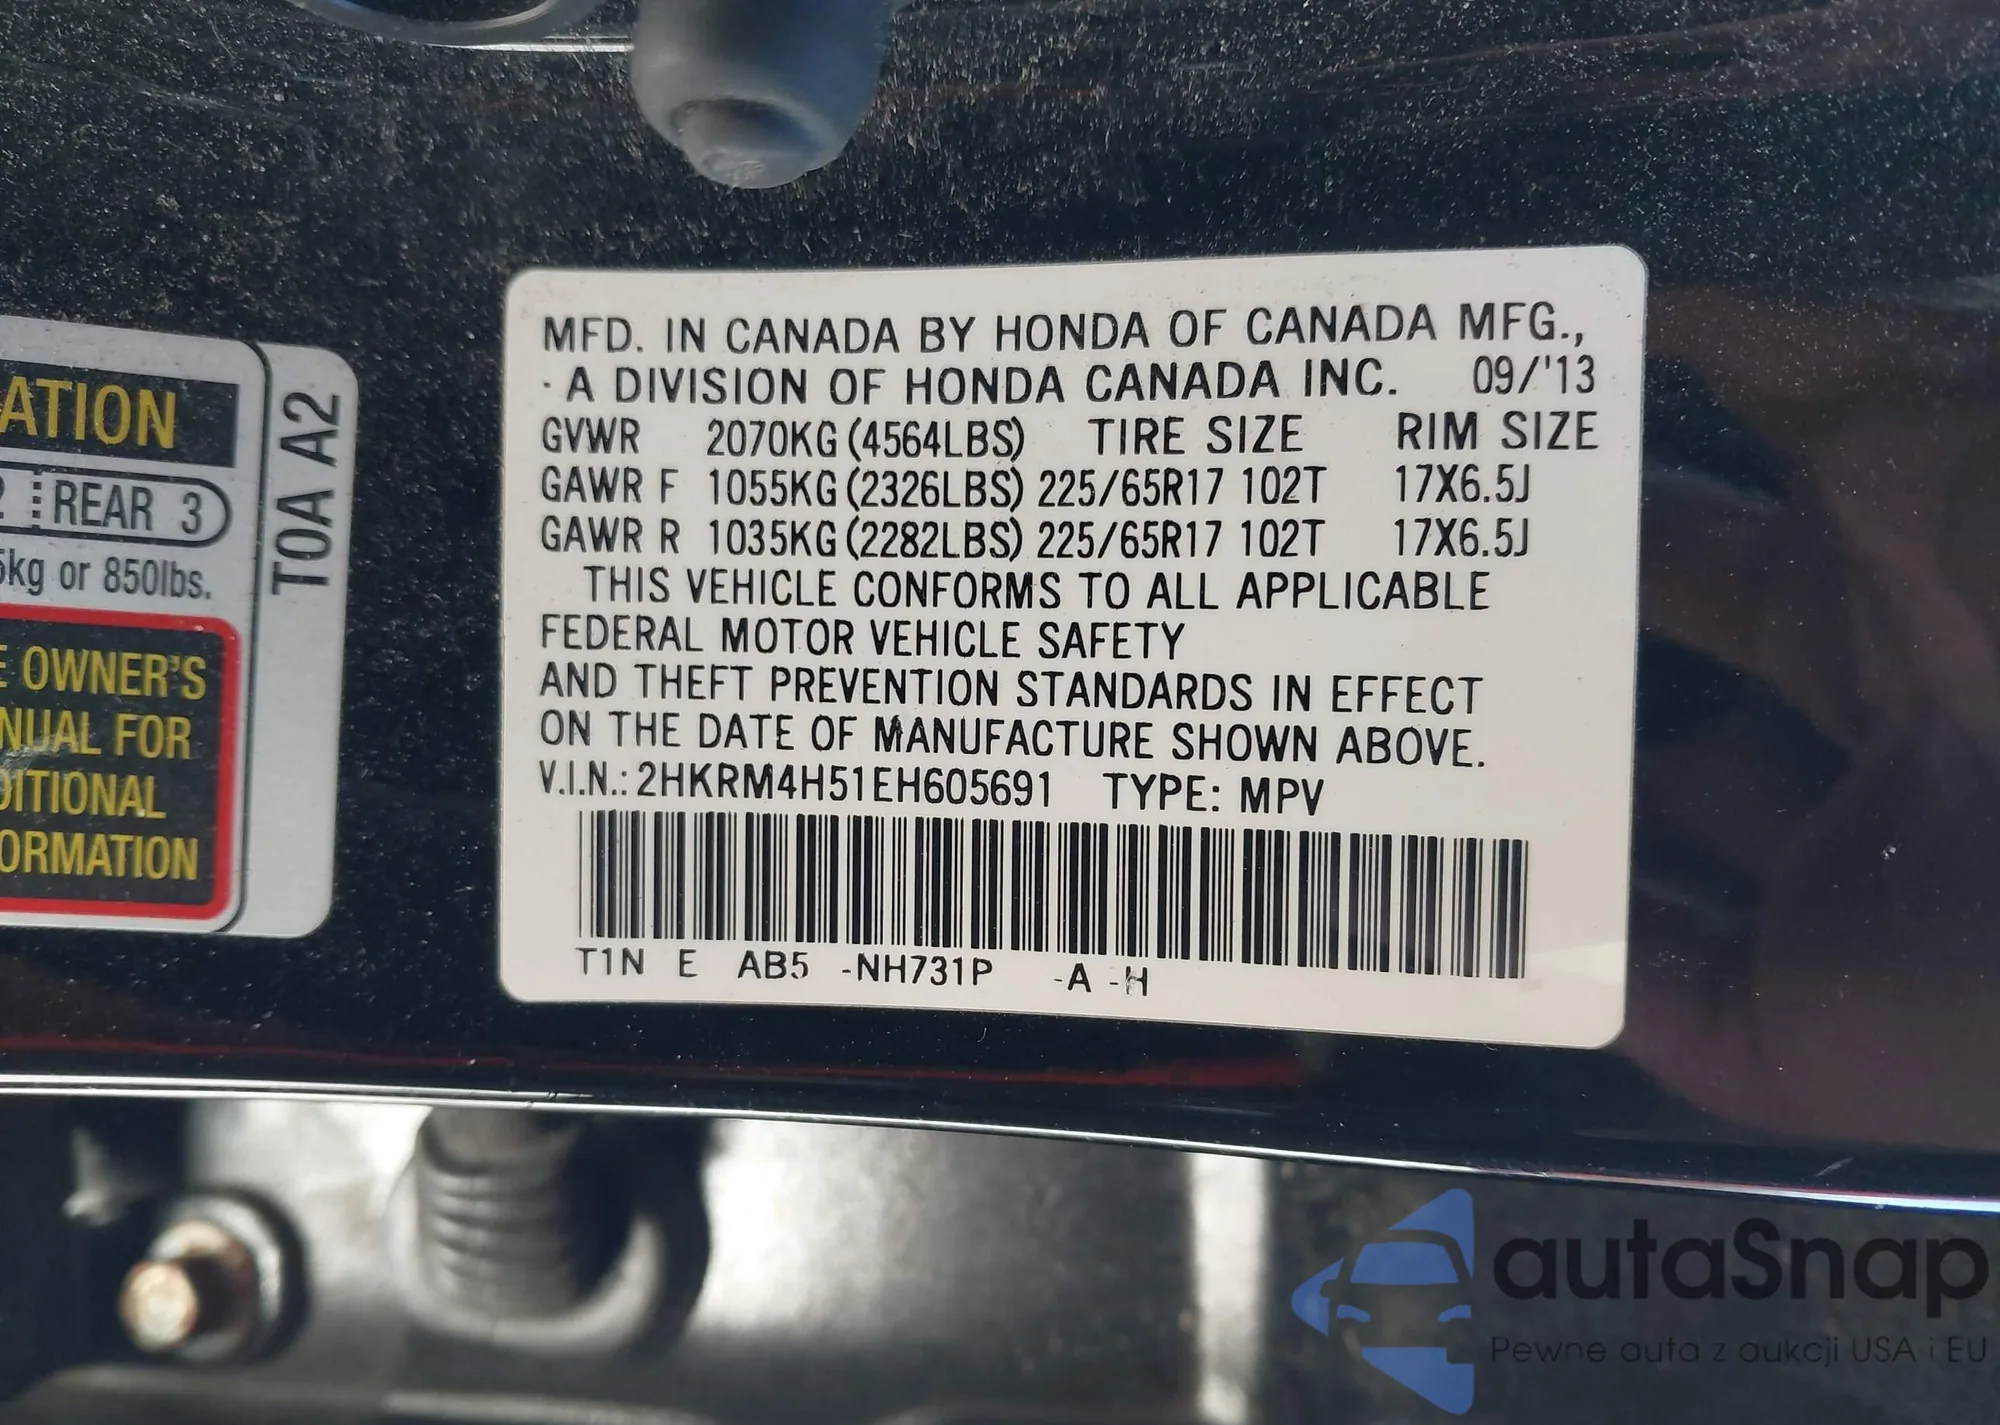 ATION
2 REAR 3
5kg or 850lbs.
E OWNER'S
NUAL FOR
DITIONAL
ORMATION
T0A A2
MFD. IN CANADA BY HONDA OF CANADA MFG.,
A DIVISION OF HONDA CANADA INC. 09/'13
GVWR 2070KG (4564LBS) TIRE SIZE RIM SIZE
GAWR F 1055KG (2326LBS) 225/65R17 102T 17X6.5J
GAWR R 1035KG (2282LBS) 225/65R17 102T 17X6.5J
THIS VEHICLE CONFORMS TO ALL APPLICABLE
FEDERAL MOTOR VEHICLE SAFETY
AND THEFT PREVENTION STANDARDS IN EFFECT
ON THE DATE OF MANUFACTURE SHOWN ABOVE.
V.I.N.: 2HKRM4H51EH605691 TYPE: MPV
T1N E AB5 -NH731P -A -H
autaSnap
Pewne auta z aukcji USA i EU